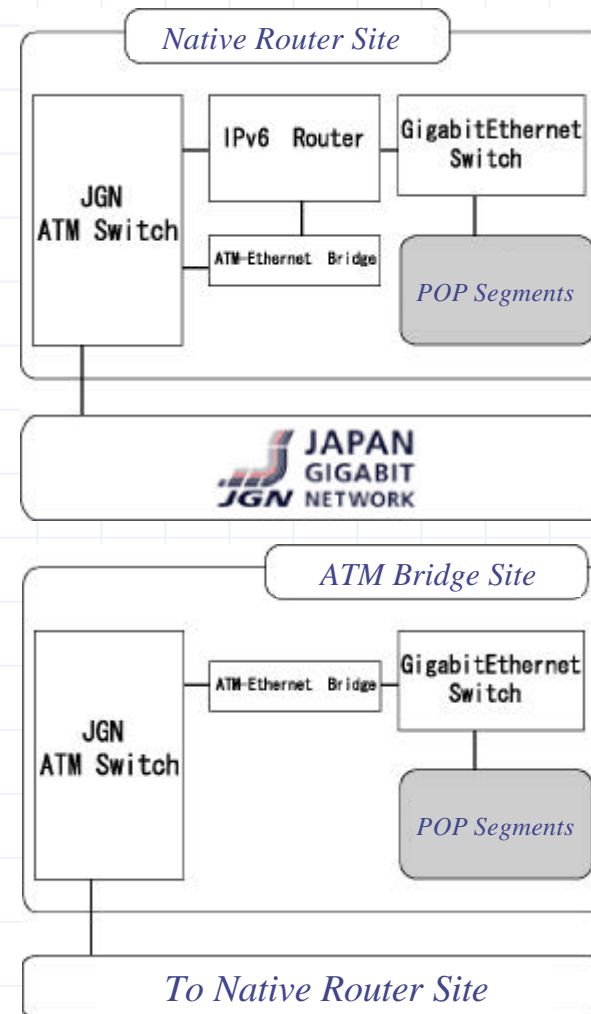 Native Router Site
JGN
ATM Switch
IPv6 Router
GigabitEthernet
Switch
ATM-Ethernet Bridge
POP Segments
JGN
JAPAN
GIGABIT
NETWORK
ATM Bridge Site
JGN
ATM Switch
ATM-Ethernet Bridge
GigabitEthernet
Switch
POP Segments
To Native Router Site